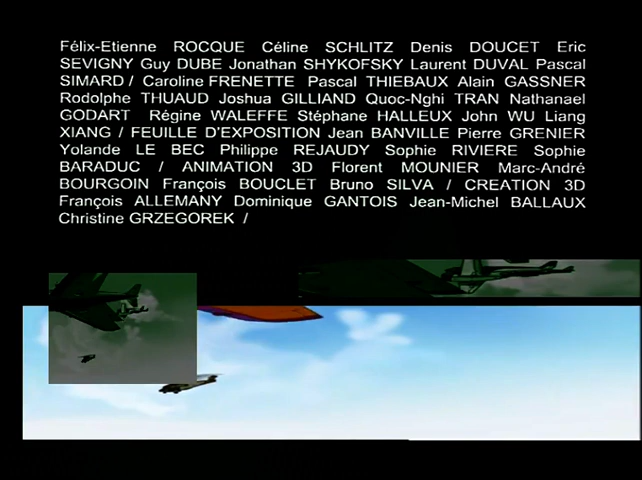 Félix-Etienne ROCQUE Céline SCHLITZ Denis DOUCET Eric
SEVIGNY Guy DUBE Jonathan SHYKOFSKY Laurent DUVAL Pascal
SIMARD / Caroline FRENETTE Pascal THIEBAUX Alain GASSNER
Rodolphe THUAUD Joshua GILLIAND Quoc-Nghi TRAN Nathanael
GODART Régine WALEFFE Stéphane HALLEUX John WU Liang
XIANG / FEUILLE D'EXPOSITION Jean BANVILLE Pierre GRENIER
Yolande LE BEC Philippe REJAUDY Sophie RIVIERE Sophie
BARADUC / ANIMATION 3D Florent MOUNIER Marc-André
BOURGOIN François BOUCLET Bruno SILVA / CREATION 3D
François ALLEMANY Dominique GANTOIS Jean-Michel BALLAUX
Christine GRZEGOREK /